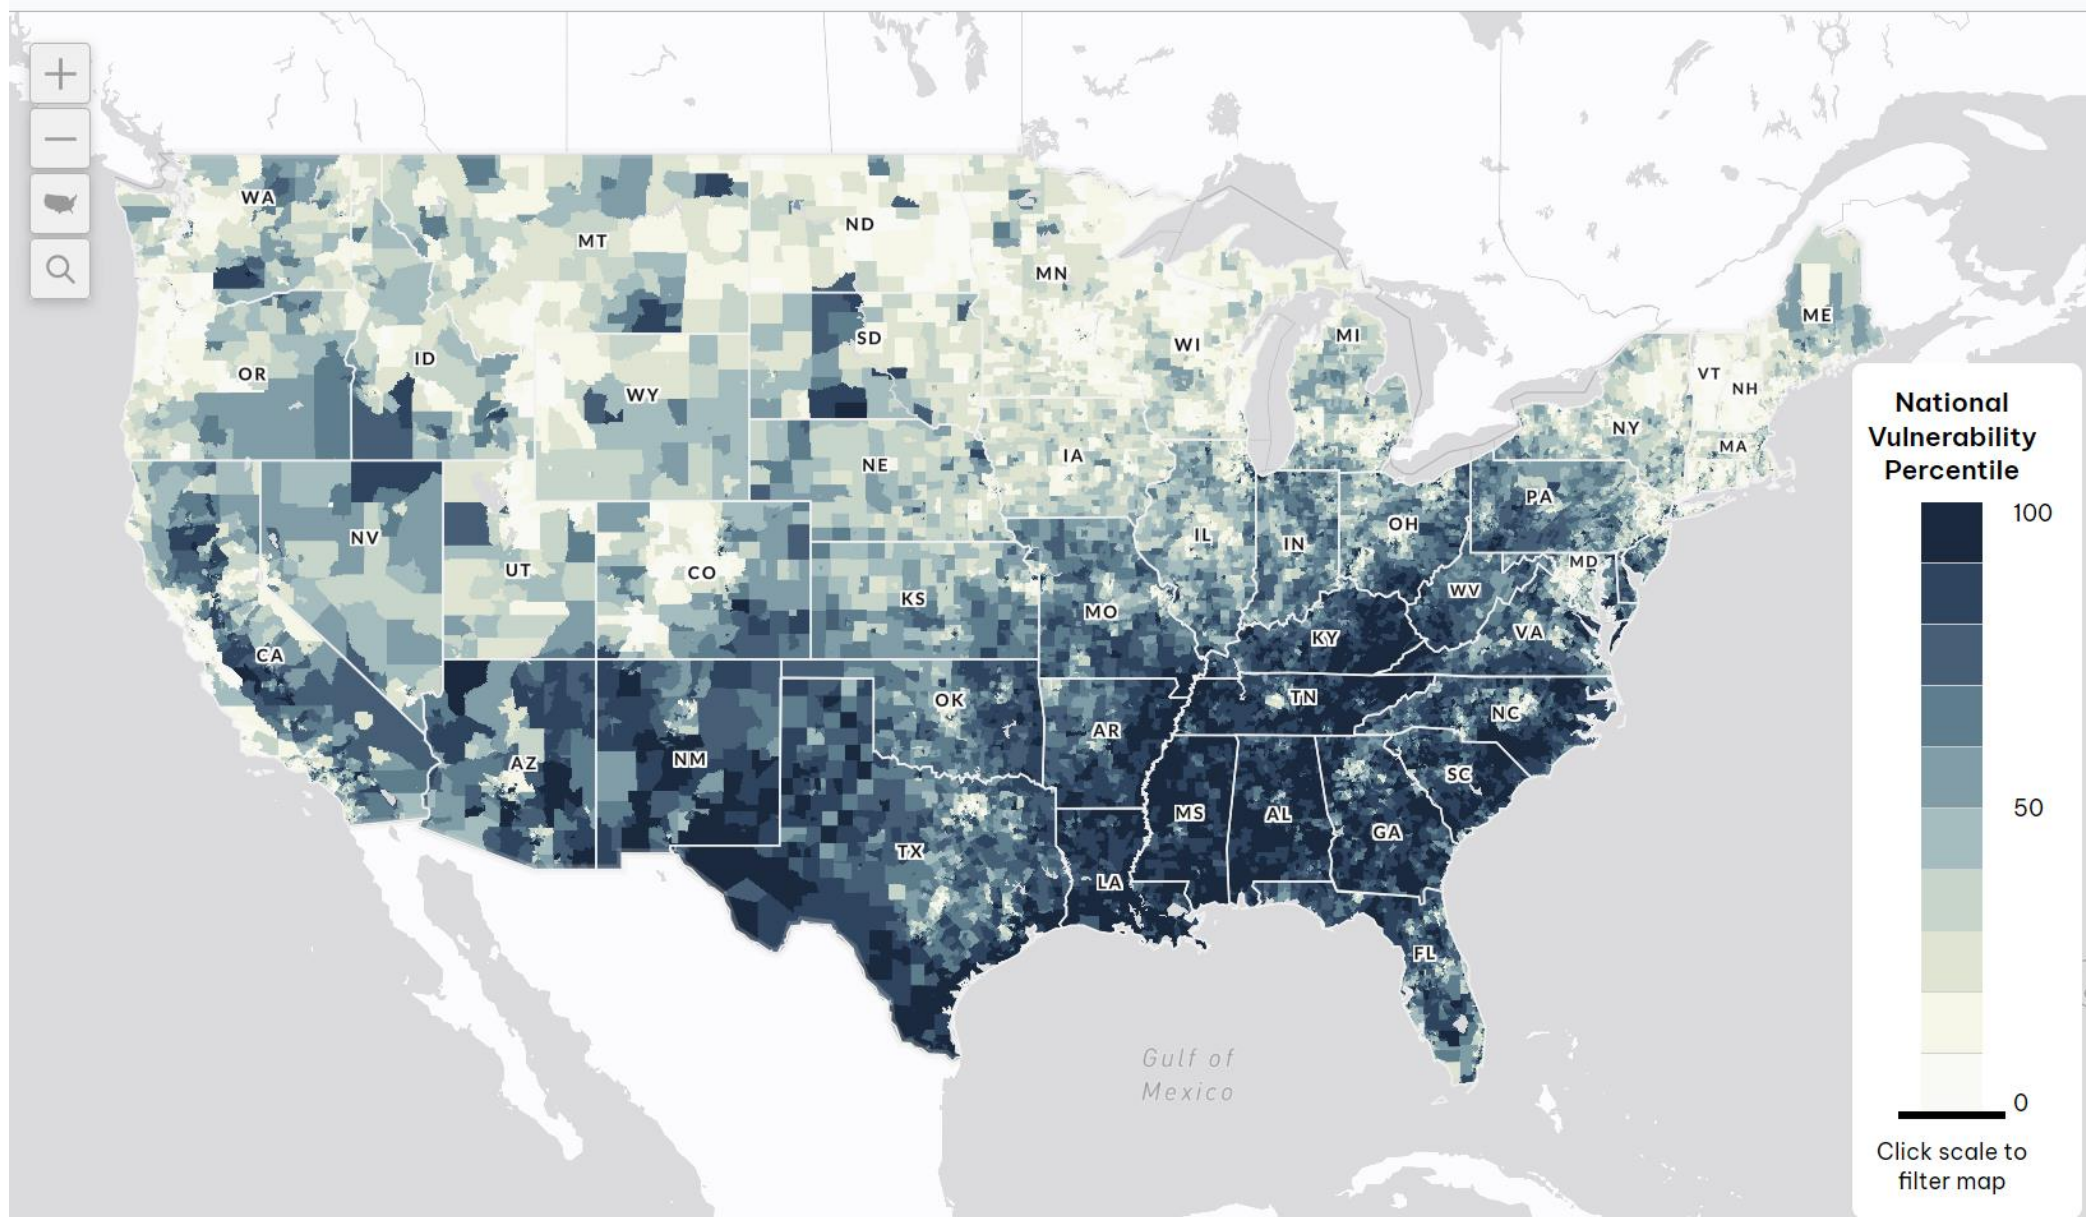 WA
MT
ND
MN
ME
OR
ID
WY
SD
WI
MI
VT
NH
NY
MA
NE
IA
PA
NV
UT
CO
KS
IL
IN
OH
MD
WV
MO
CA
KY
VA
OK
TN
NC
AR
AZ
NM
SC
MS
AL
GA
TX
LA
FL
Gulf of
Mexico
National
Vulnerability
Percentile
100
50
0
Click scale to
filter map